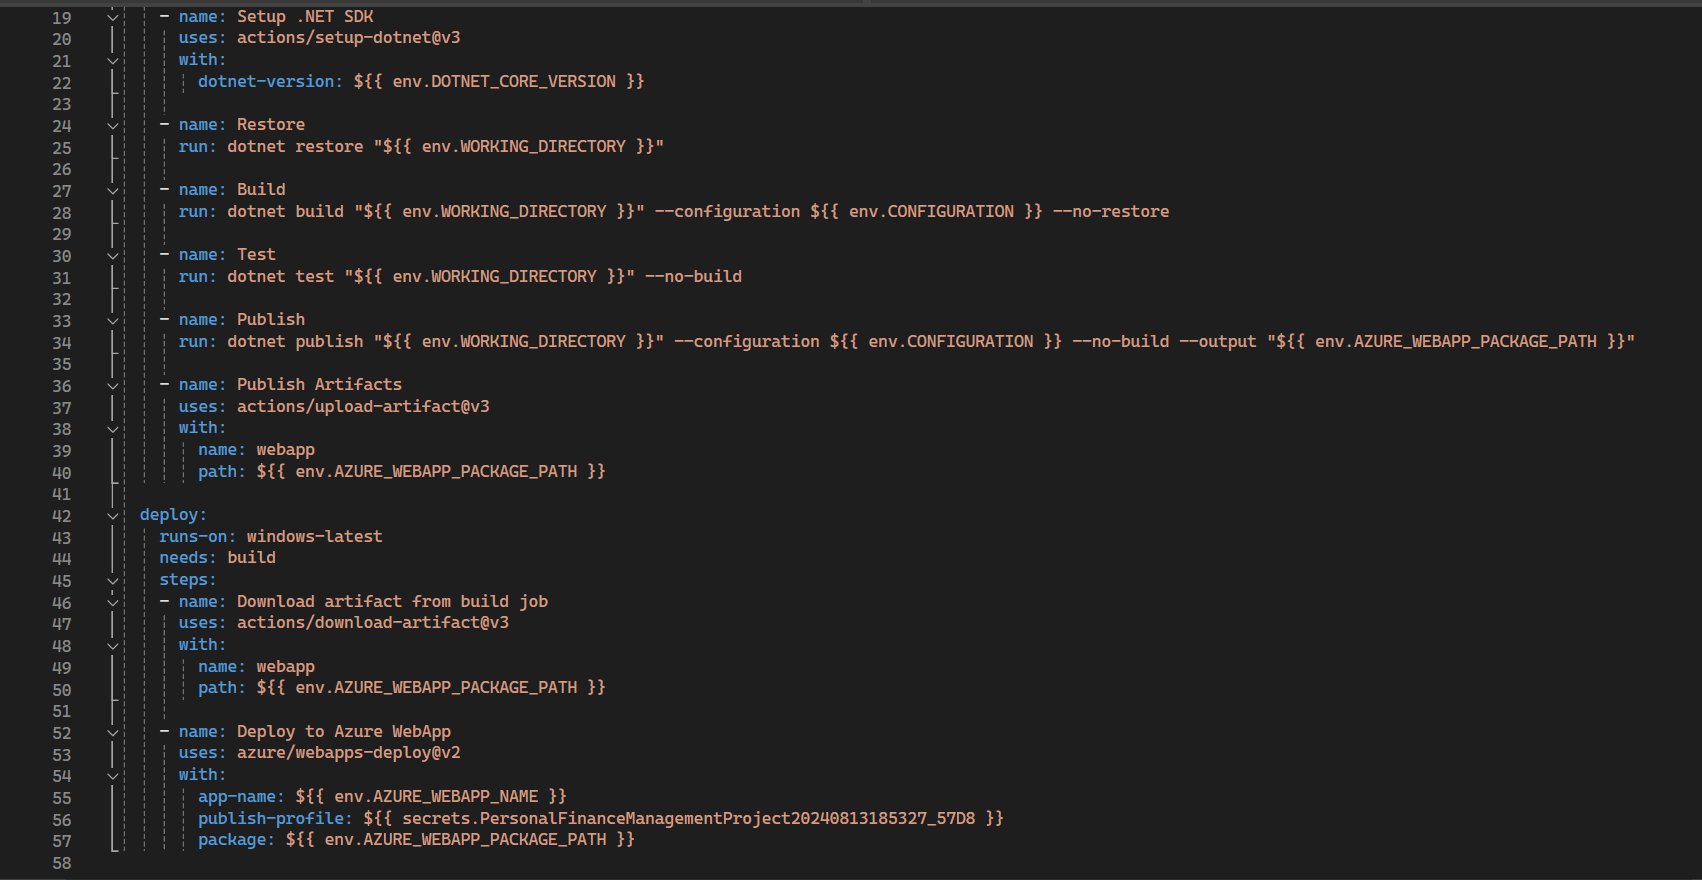 19 - name: Setup .NET SDK
20 uses: actions/setup-dotnet@v3
21 with:
22 dotnet-version: ${{ env.DOTNET_CORE_VERSION }}
23
24 - name: Restore
25 run: dotnet restore "${{ env.WORKING_DIRECTORY }}"
26
27 - name: Build
28 run: dotnet build "${{ env.WORKING_DIRECTORY }}" --configuration ${{ env.CONFIGURATION }} --no-restore
29
30 - name: Test
31 run: dotnet test "${{ env.WORKING_DIRECTORY }}" --no-build
32
33 - name: Publish
34 run: dotnet publish "${{ env.WORKING_DIRECTORY }}" --configuration ${{ env.CONFIGURATION }} --no-build --output "${{ env.AZURE_WEBAPP_PACKAGE_PATH }}"
35
36 - name: Publish Artifacts
37 uses: actions/upload-artifact@v3
38 with:
39 name: webapp
40 path: ${{ env.AZURE_WEBAPP_PACKAGE_PATH }}
41
42 deploy:
43 runs-on: windows-latest
44 needs: build
45 steps:
46 - name: Download artifact from build job
47 uses: actions/download-artifact@v3
48 with:
49 name: webapp
50 path: ${{ env.AZURE_WEBAPP_PACKAGE_PATH }}
51
52 - name: Deploy to Azure WebApp
53 uses: azure/webapps-deploy@v2
54 with:
55 app-name: ${{ env.AZURE_WEBAPP_NAME }}
56 publish-profile: ${{ secrets.PersonalFinanceManagementProject20240813185327_57D8 }}
57 package: ${{ env.AZURE_WEBAPP_PACKAGE_PATH }}
58